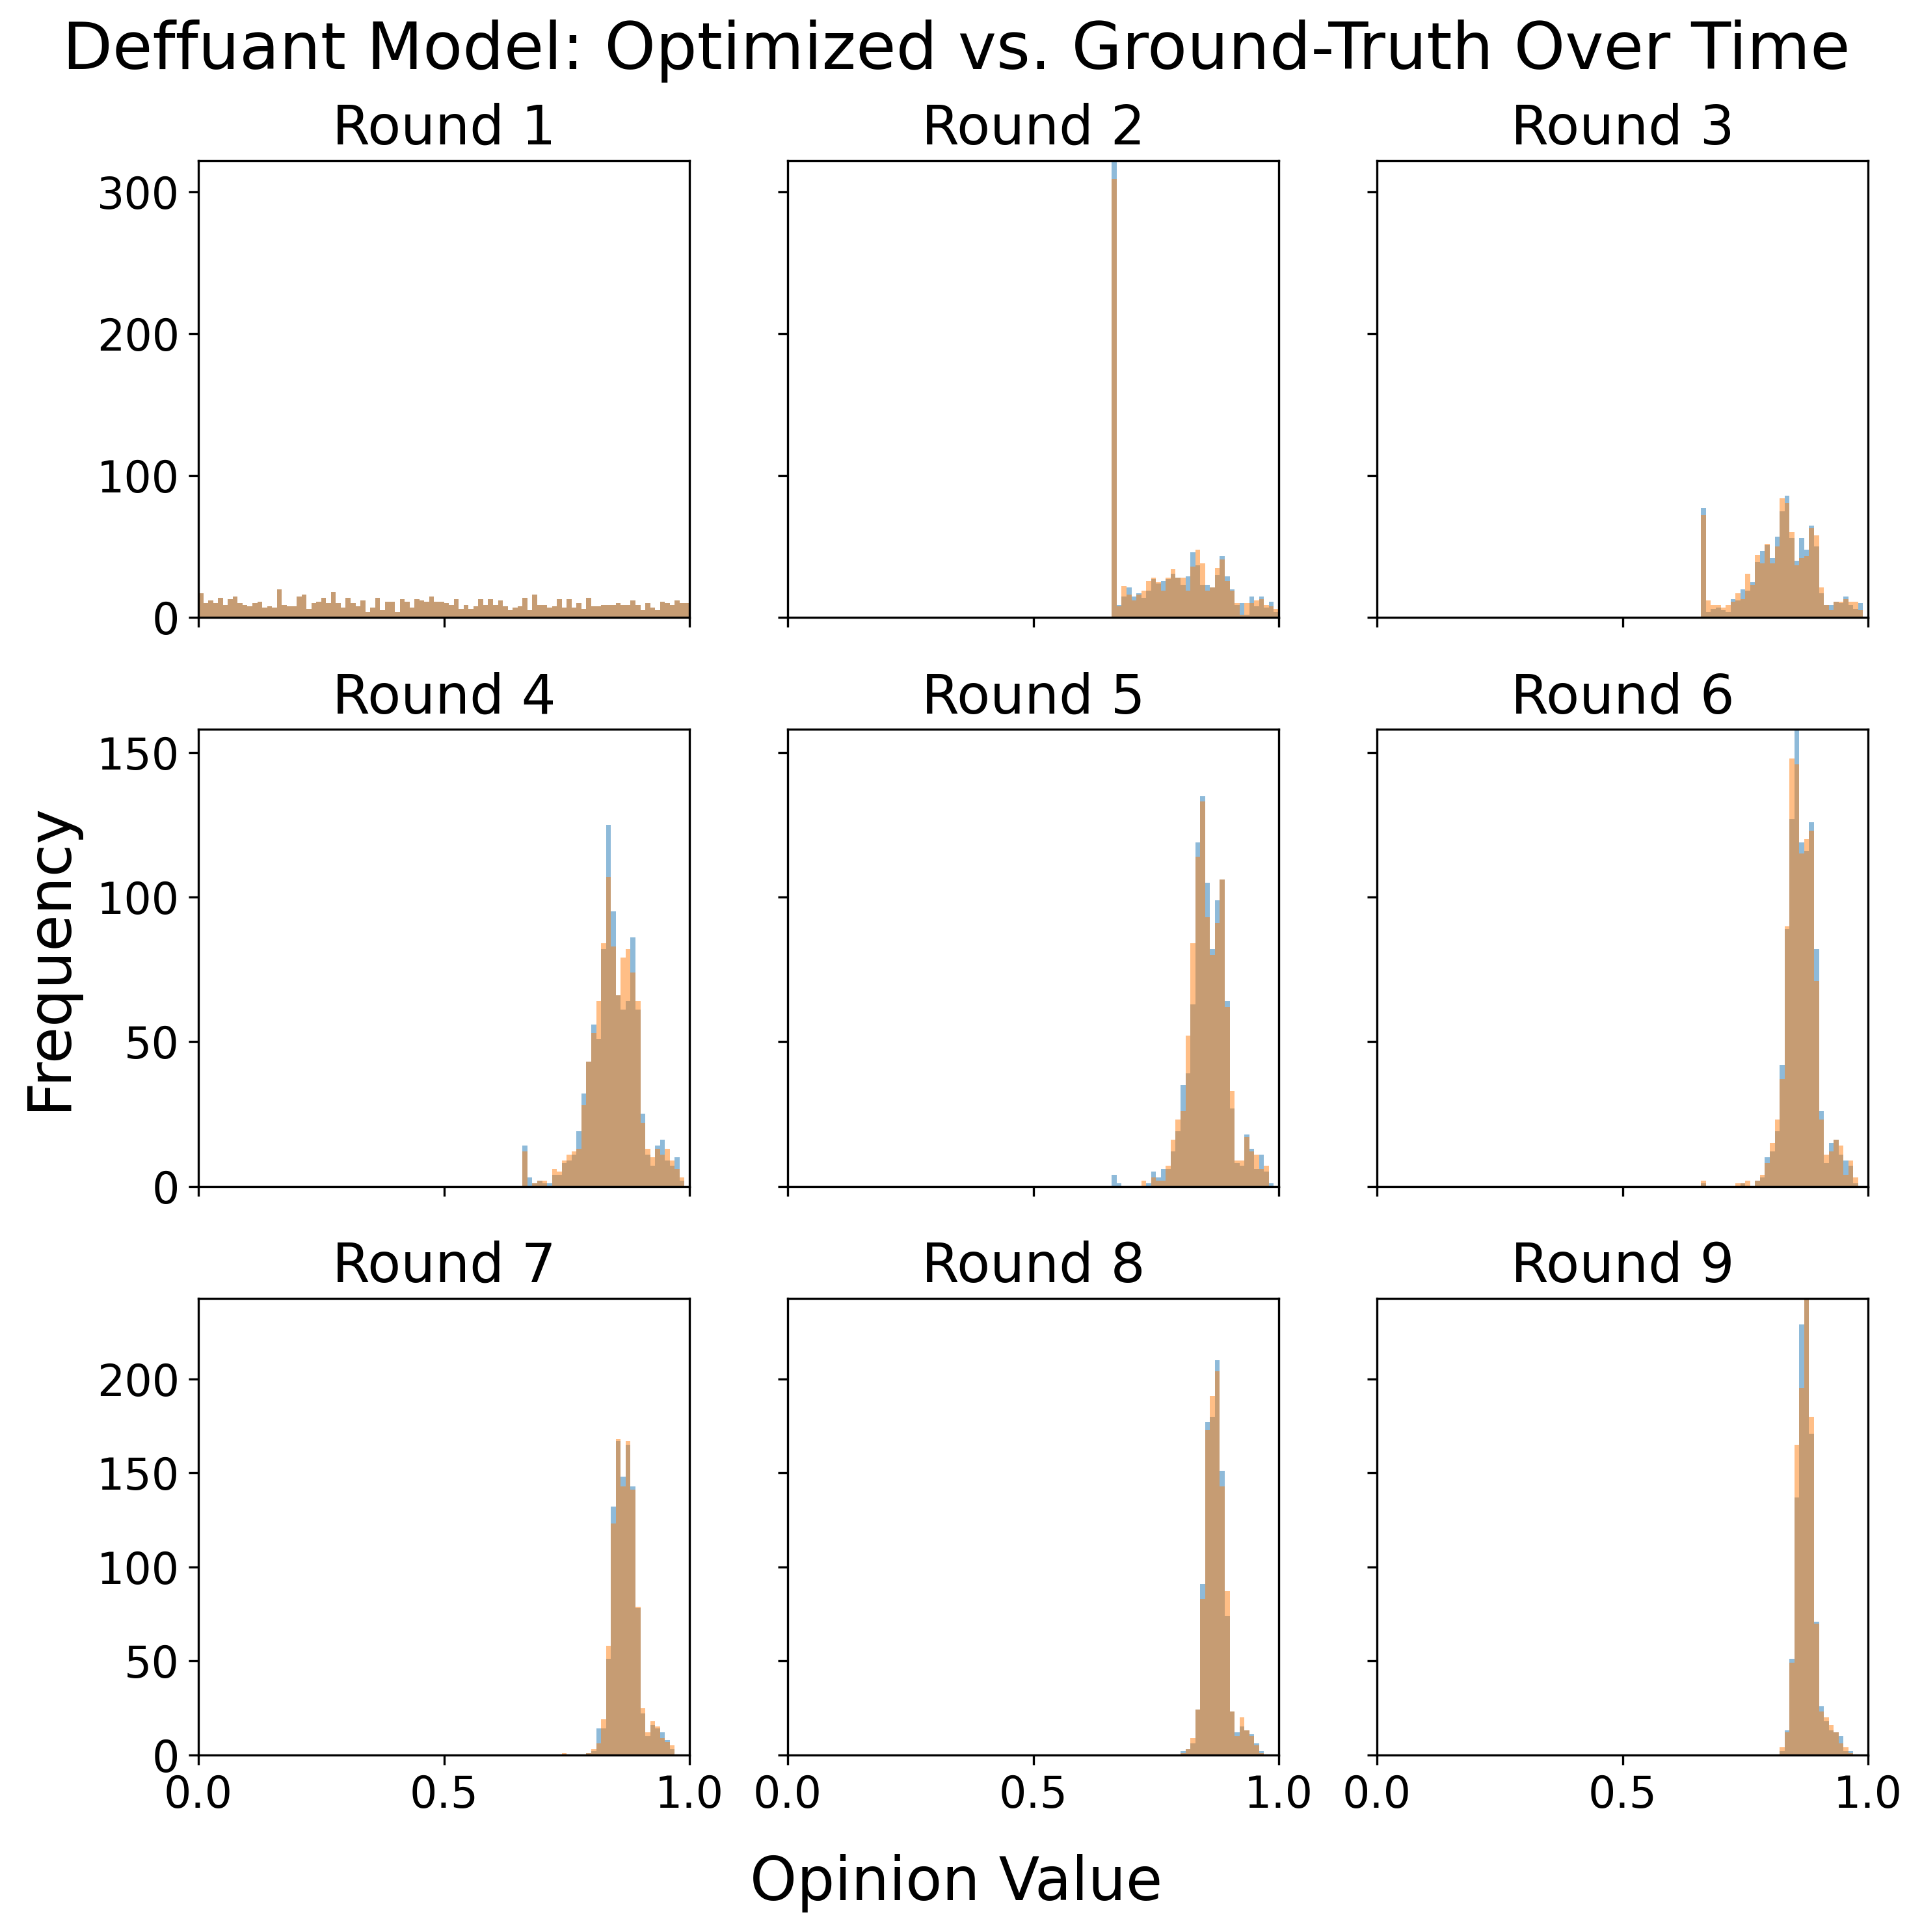 Deffuant Model: Optimized vs. Ground-Truth Over Time
Round 1
Round 2
Round 3
300
200
100
0
Round 4
Round 5
Round 6
150
100
50
0
Round 7
Round 8
Round 9
200
150
100
50
0
0.0 0.5 1.0
0.0 0.5 1.0
0.0 0.5 1.0
Frequency
Opinion Value